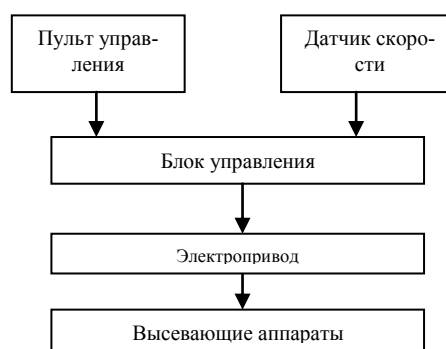 Пульт управ-
ления
Датчик скоро-
сти
Блок управления
Электропривод
Высевающие аппараты